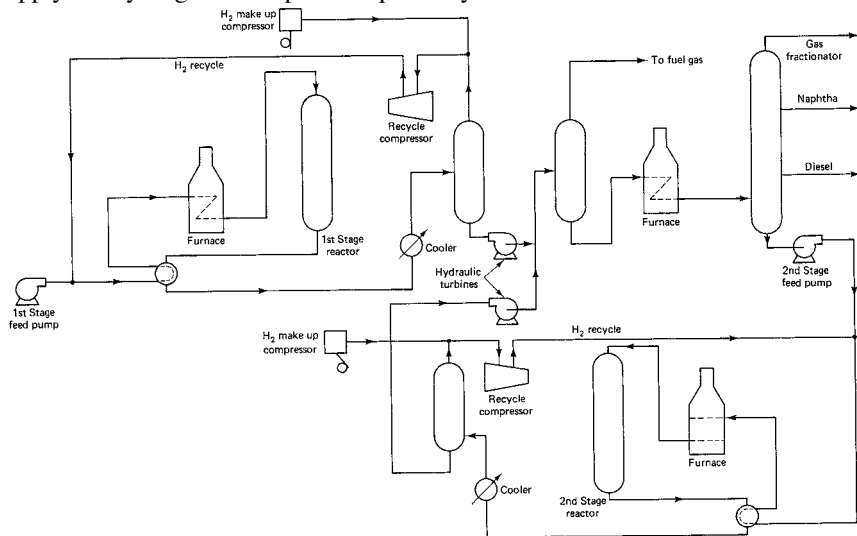 H2 make up
compressor
H2 recycle
Recycle
compressor
To fuel gas
Gas
fractionator
Naphtha
Diesel
Furnace
1st Stage
reactor
Cooler
Furnace
1st Stage
feed pump
Hydraulic
turbines
2nd Stage
feed pump
H2 make up
compressor
H2 recycle
Recycle
compressor
Furnace
Cooler
2nd Stage
reactor